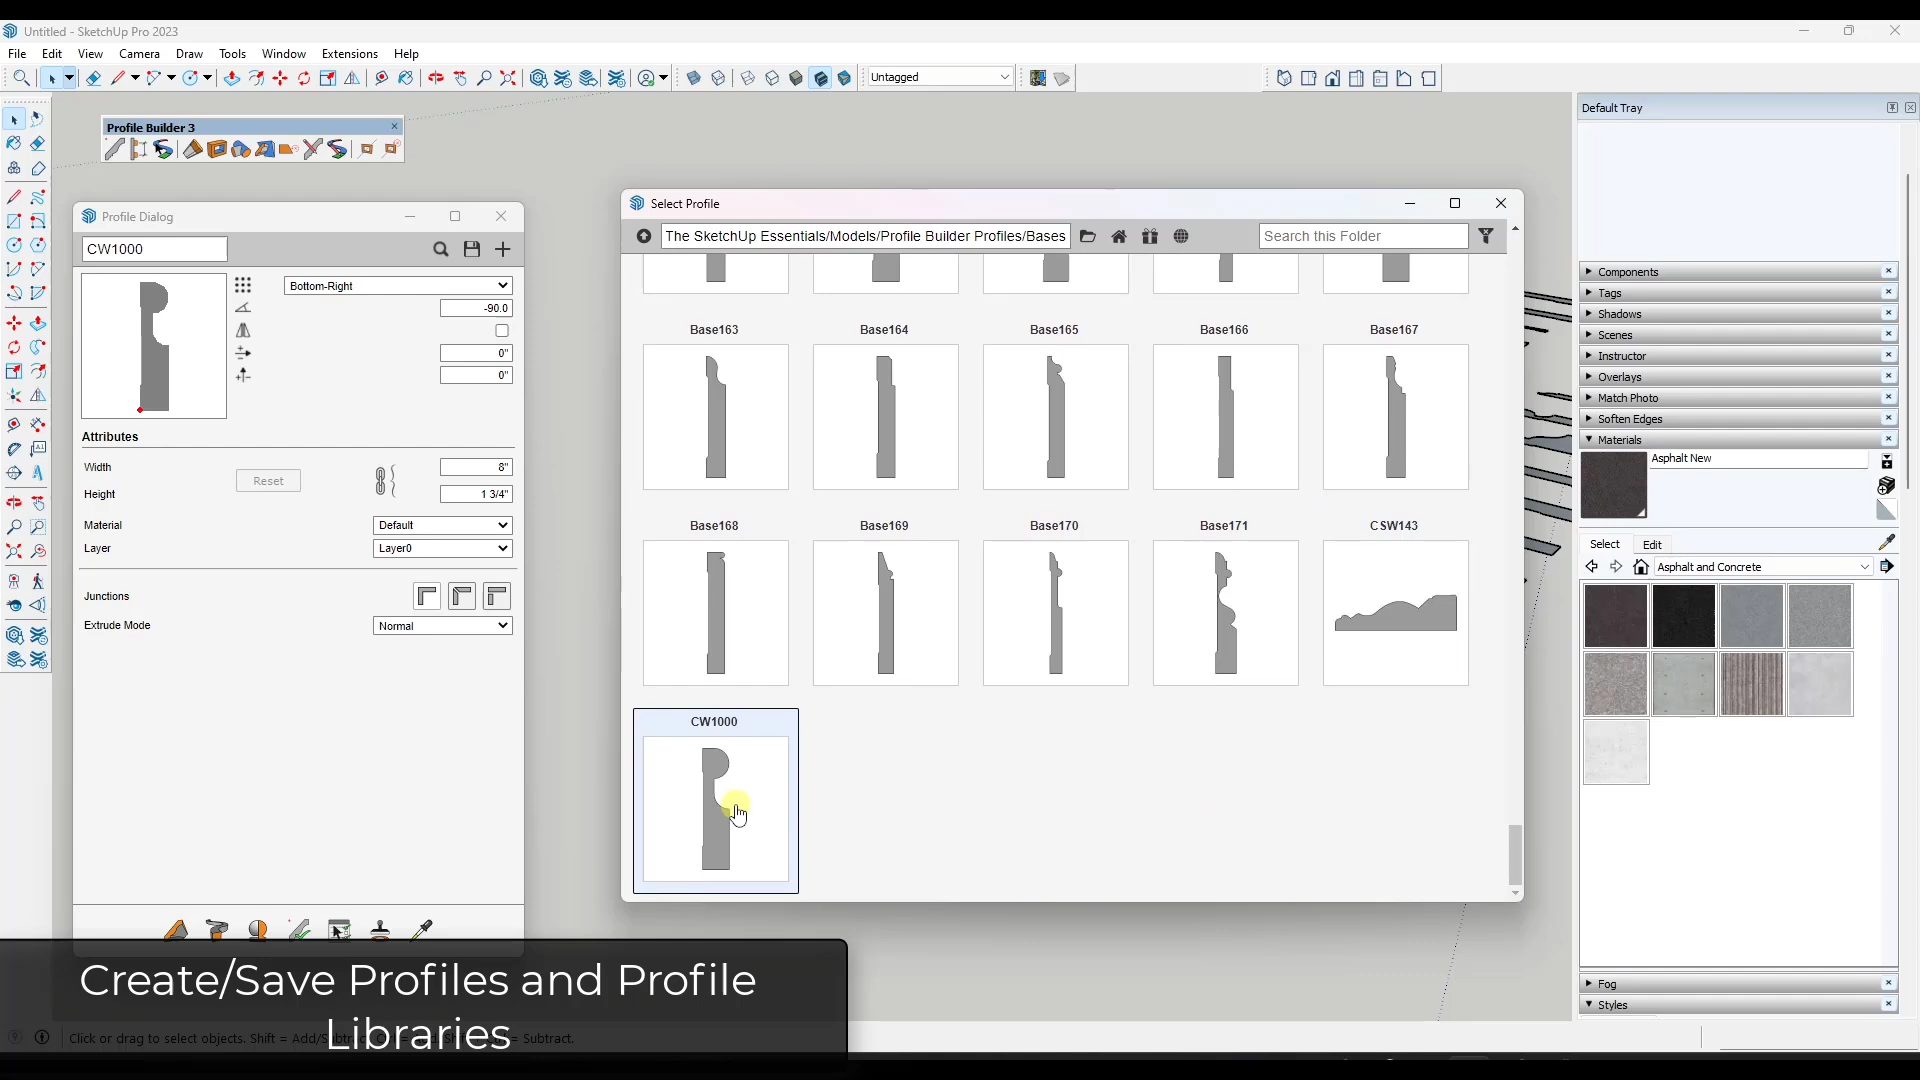 Untitled - SketchUp Pro 2023
File Edit View Camera Draw Tools Window Extensions Help
Untagged
Profile Builder 3
Default Tray
Profile Dialog
CW1000
Bottom-Right
-90.0
0"
0"
Attributes
Width 8"
Reset
Height 1 3/4"
Material Default
Layer Layer0
Junctions
Extrude Mode Normal
Select Profile
The SketchUp Essentials/Models/Profile Builder Profiles/Bases
Search this Folder
Base163 Base164 Base165 Base166 Base167
Base168 Base169 Base170 Base171 CSW143
CW1000
Components
Tags
Shadows
Scenes
Instructor
Overlays
Match Photo
Soften Edges
Materials
Asphalt New
Select Edit
Asphalt and Concrete
Fog
Styles
Create/Save Profiles and Profile
Libraries
Click or drag to select objects. Shift = Add/Subtract. = Subtract.